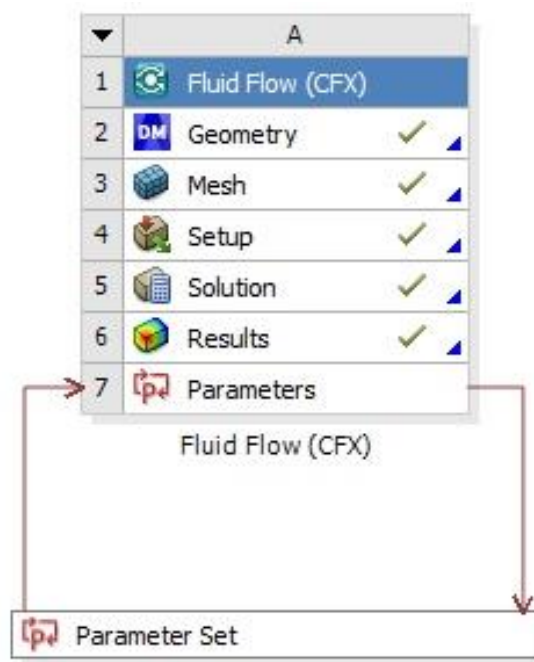 A
1 Fluid Flow (CFX)
2 DM Geometry
3 Mesh
4 Setup
5 Solution
6 Results
7 p Parameters
Fluid Flow (CFX)
p Parameter Set